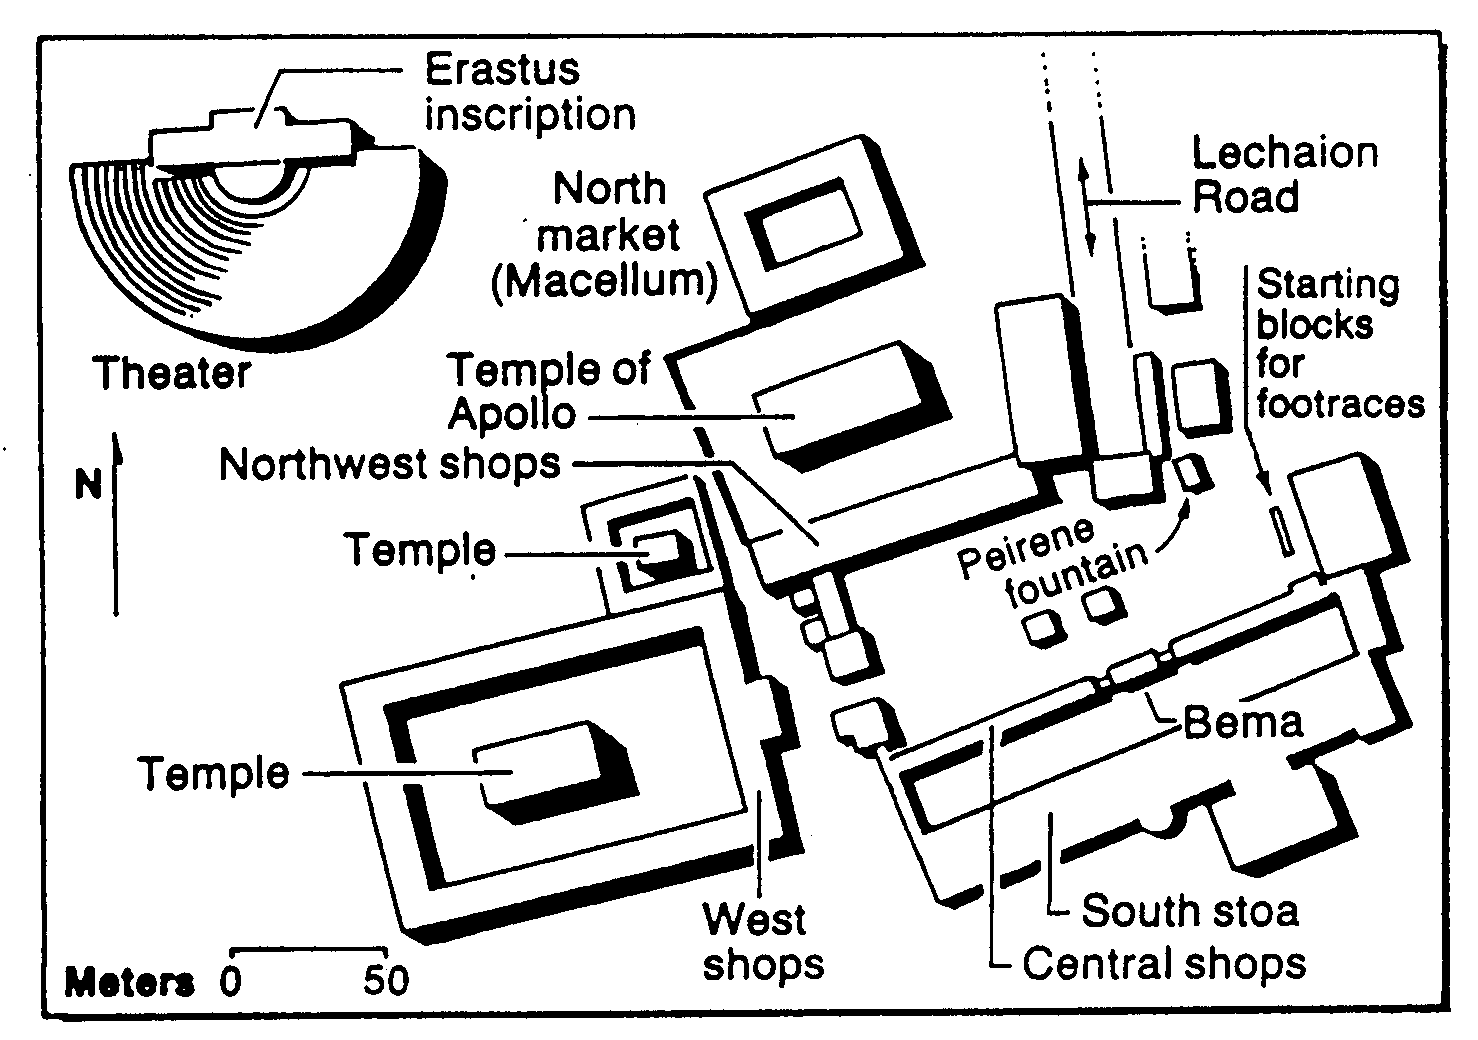 Erastus
inscription
Lechaion
Road
North
market
(Macellum)
Starting
blocks
for
footraces
Theater
Temple of
Apollo
Northwest shops
N
Temple
Peirene
fountain
Bema
Temple
West
shops
South stoa
Central shops
Meters 0 50